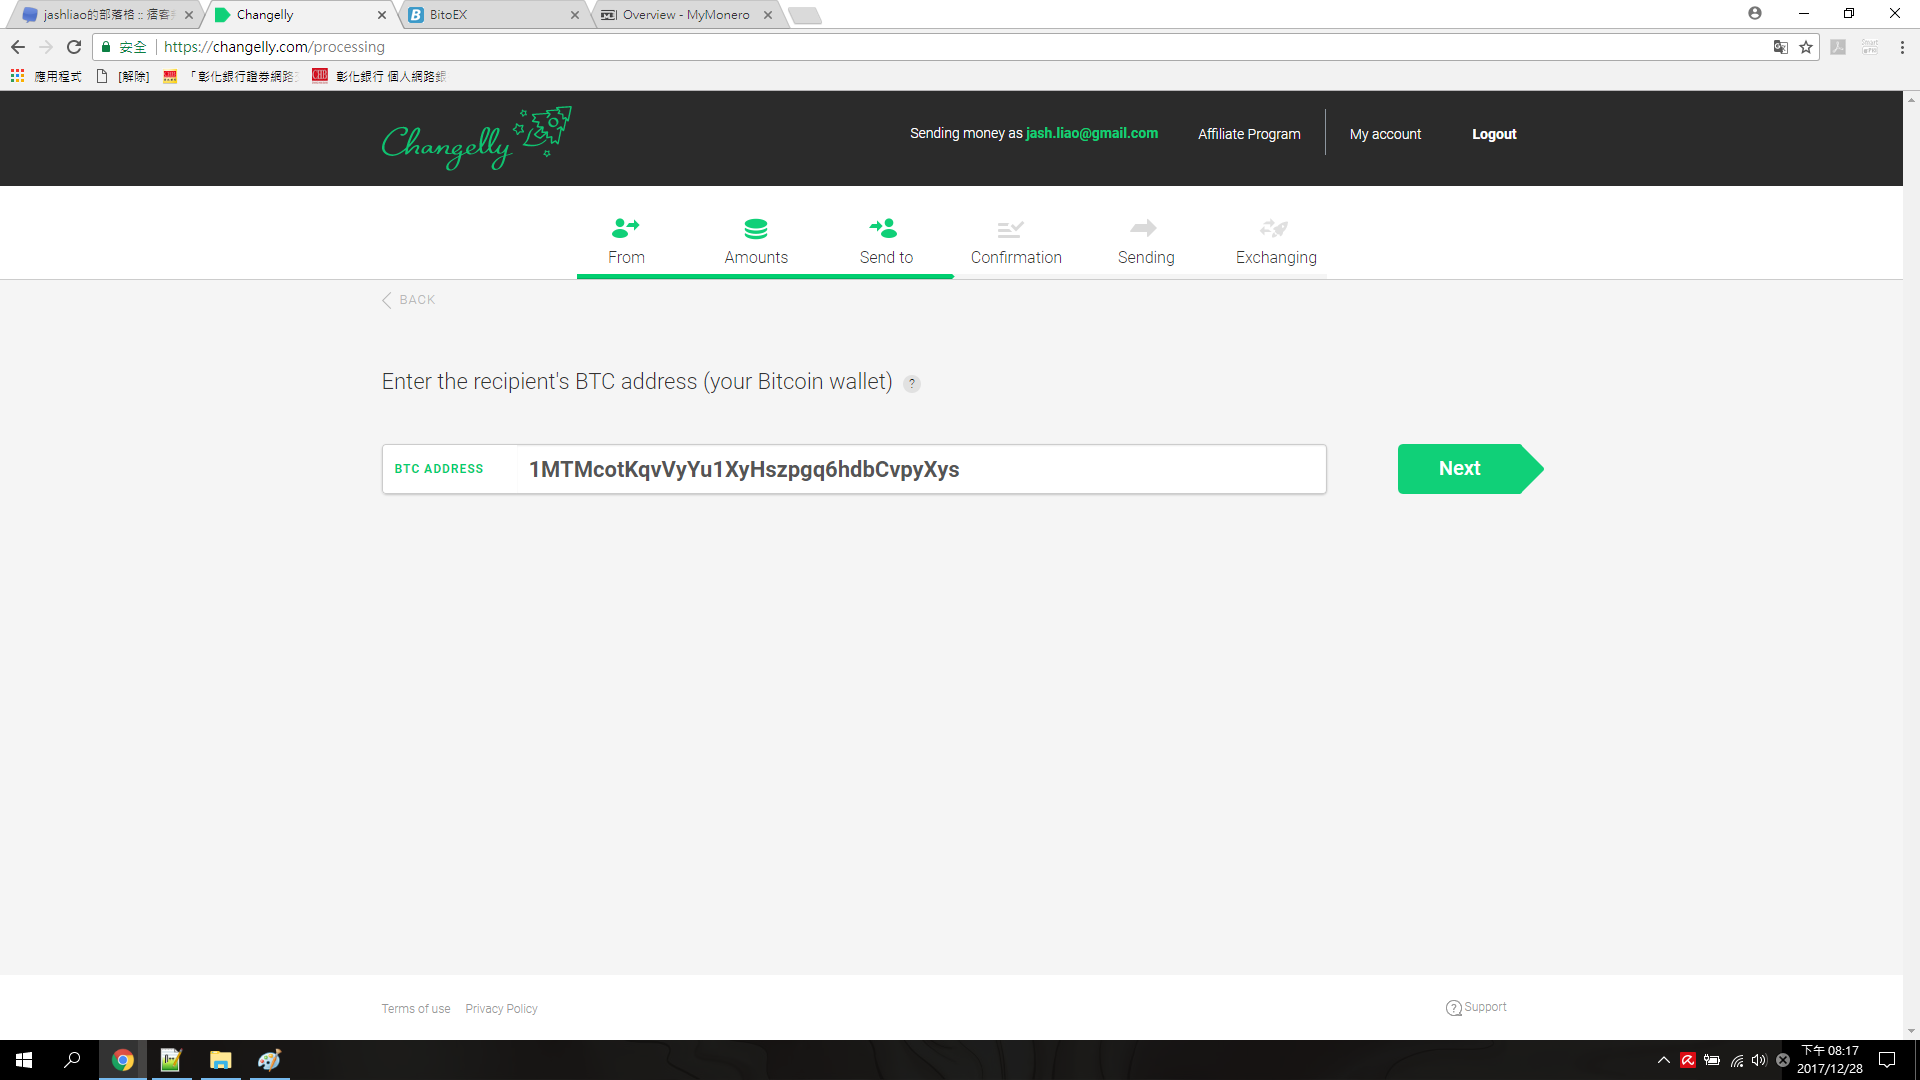 jashliao的部落格 :: 痞客
Changelly
BitoEX
Overview - MyMonero
安全
https://changelly.com/processing
應用程式
[解除]
「彰化銀行證券網路
彰化銀行 個人網路銀
Changelly
Sending money as jash.liao@gmail.com
Affiliate Program
My account
Logout
From
Amounts
Send to
Confirmation
Sending
Exchanging
BACK
Enter the recipient's BTC address (your Bitcoin wallet) ?
BTC ADDRESS
1MTMcotKqvVyYu1XyHszpgq6hdbCvpyXys
Next
Terms of use
Privacy Policy
? Support
下午 08:17
2017/12/28